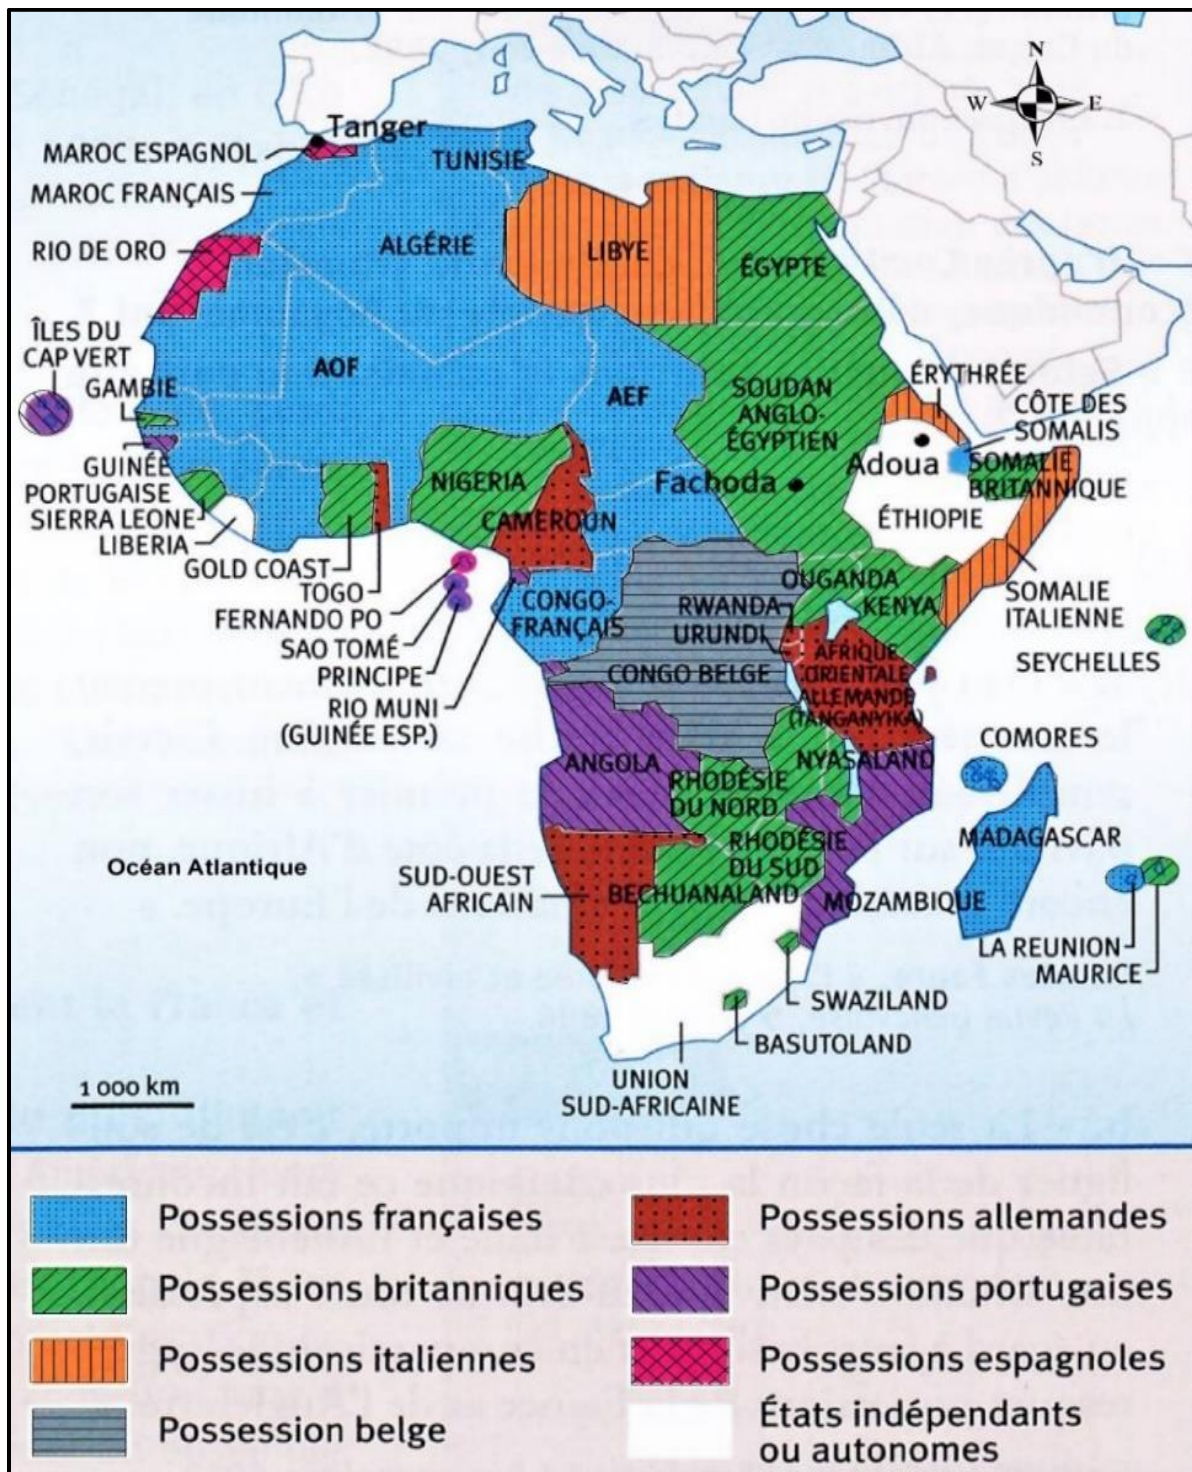 N
W
E
S
Tanger
MAROC ESPAGNOL
TUNISIE
MAROC FRANÇAIS
RIO DE ORO
ALGÉRIE
LIBYE
ÉGYPTE
ÎLES DU
CAP VERT
GAMBIE
AOF
AEF
SOUDAN
ANGLO-
ÉGYPTIEN
ÉRYTHRÉE
CÔTE DES
SOMALIS
Adoua
SOMALIE
BRITANNIQUE
GUINÉE
PORTUGAISE
SIERRA LEONE
LIBERIA
NIGERIA
Fachoda
CAMEROUN
ÉTHIOPIE
GOLD COAST
TOGO
FERNANDO PO
SAO TOMÉ
PRINCIPE
RIO MUNI
(GUINÉE ESP.)
CONGO-
FRANÇAIS
OUGANDA
KENYA
RWANDA
URUNDI
SOMALIE
ITALIENNE
SEYCHELLES
CONGO BELGE
AFRIQUE
ORIENTALE
ALLEMANDE
(TANGANYIKA)
COMORES
ANGOLA
NYASALAND
RHODÉSIE
DU NORD
MADAGASCAR
Océan Atlantique
SUD-OUEST
AFRICAIN
RHODÉSIE
DU SUD
BECHUANALAND
MOZAMBIQUE
LA REUNION
MAURICE
SWAZILAND
BASUTOLAND
UNION
SUD-AFRICAINE
1 000 km
Possessions françaises
Possessions allemandes
Possessions britanniques
Possessions portugaises
Possessions italiennes
Possessions espagnoles
Possession belge
États indépendants
ou autonomes